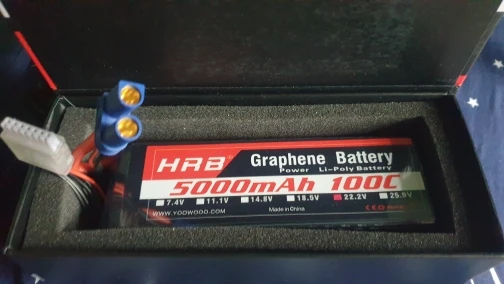 HRB Graphene Battery
Power Li-Poly Battery
5000mAh 100C
7.4V 11.1V 14.8V 18.5V 22.2V 25.9V
WWW.YOOWOOO.COM Made in China